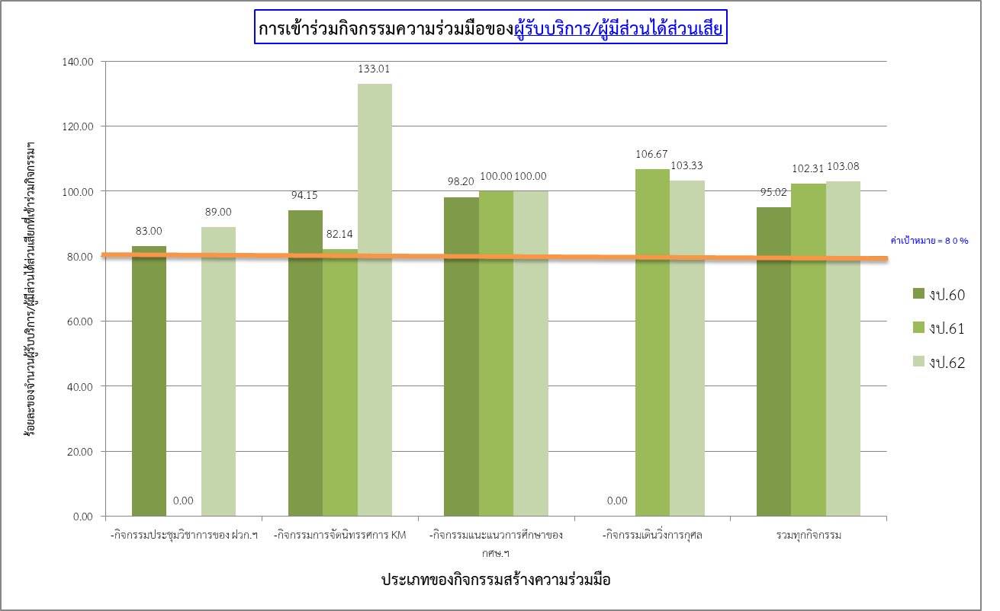 การเข้าร่วมกิจกรรมความร่วมมือของผู้รับบริการ/ผู้มีส่วนได้ส่วนเสีย
ร้อยละของจำนวนผู้รับบริการ/ผู้มีส่วนได้ส่วนเสียที่เข้าร่วมกิจกรรมฯ
140.00
120.00
100.00
80.00
60.00
40.00
20.00
0.00
83.00
0.00
89.00
94.15
82.14
133.01
98.20
100.00
100.00
0.00
106.67
103.33
95.02
102.31
103.08
ค่าเป้าหมาย = 8 0 %
งป.60
งป.61
งป.62
-กิจกรรมประชุมวิชาการของ ฝวก.ฯ
-กิจกรรมการจัดนิทรรศการ KM
-กิจกรรมแนะแนวการศึกษาของ
กศษ.ฯ
-กิจกรรมเดินวิ่งการกุศล
รวมทุกกิจกรรม
ประเภทของกิจกรรมสร้างความร่วมมือ